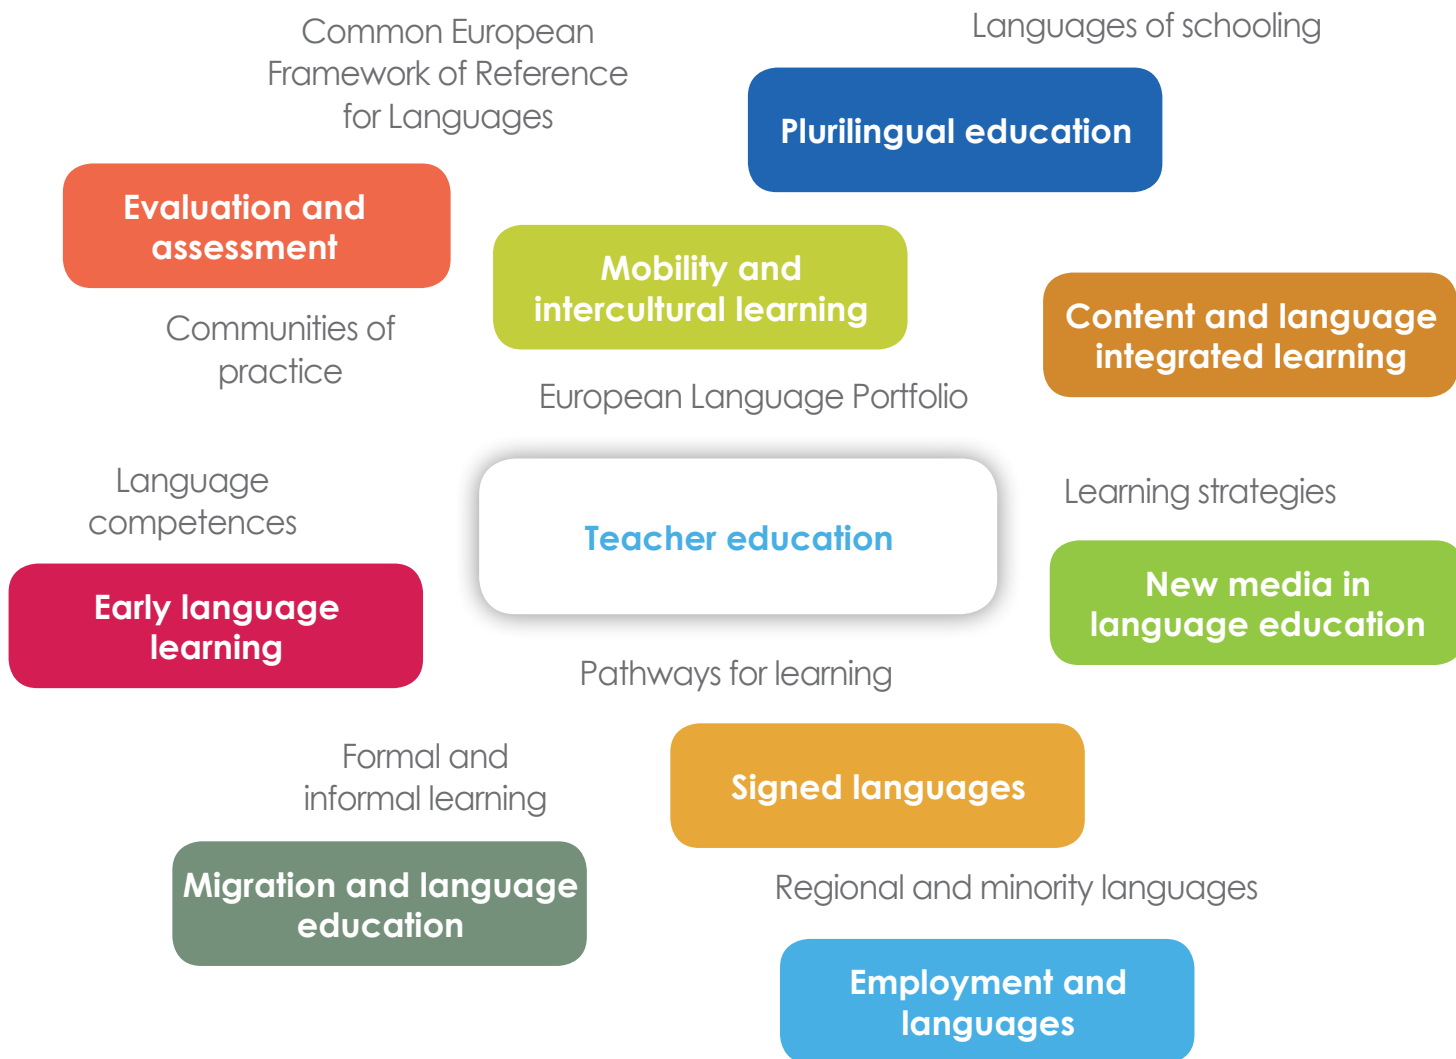 Languages of schooling
Common European
Framework of Reference
for Languages
Plurilingual education
Evaluation and
assessment
Mobility and
intercultural learning
Content and language
integrated learning
Communities of
practice
European Language Portfolio
Language
competences
Learning strategies
Teacher education
Early language
learning
New media in
language education
Pathways for learning
Formal and
informal learning
Signed languages
Migration and language
education
Regional and minority languages
Employment and
languages